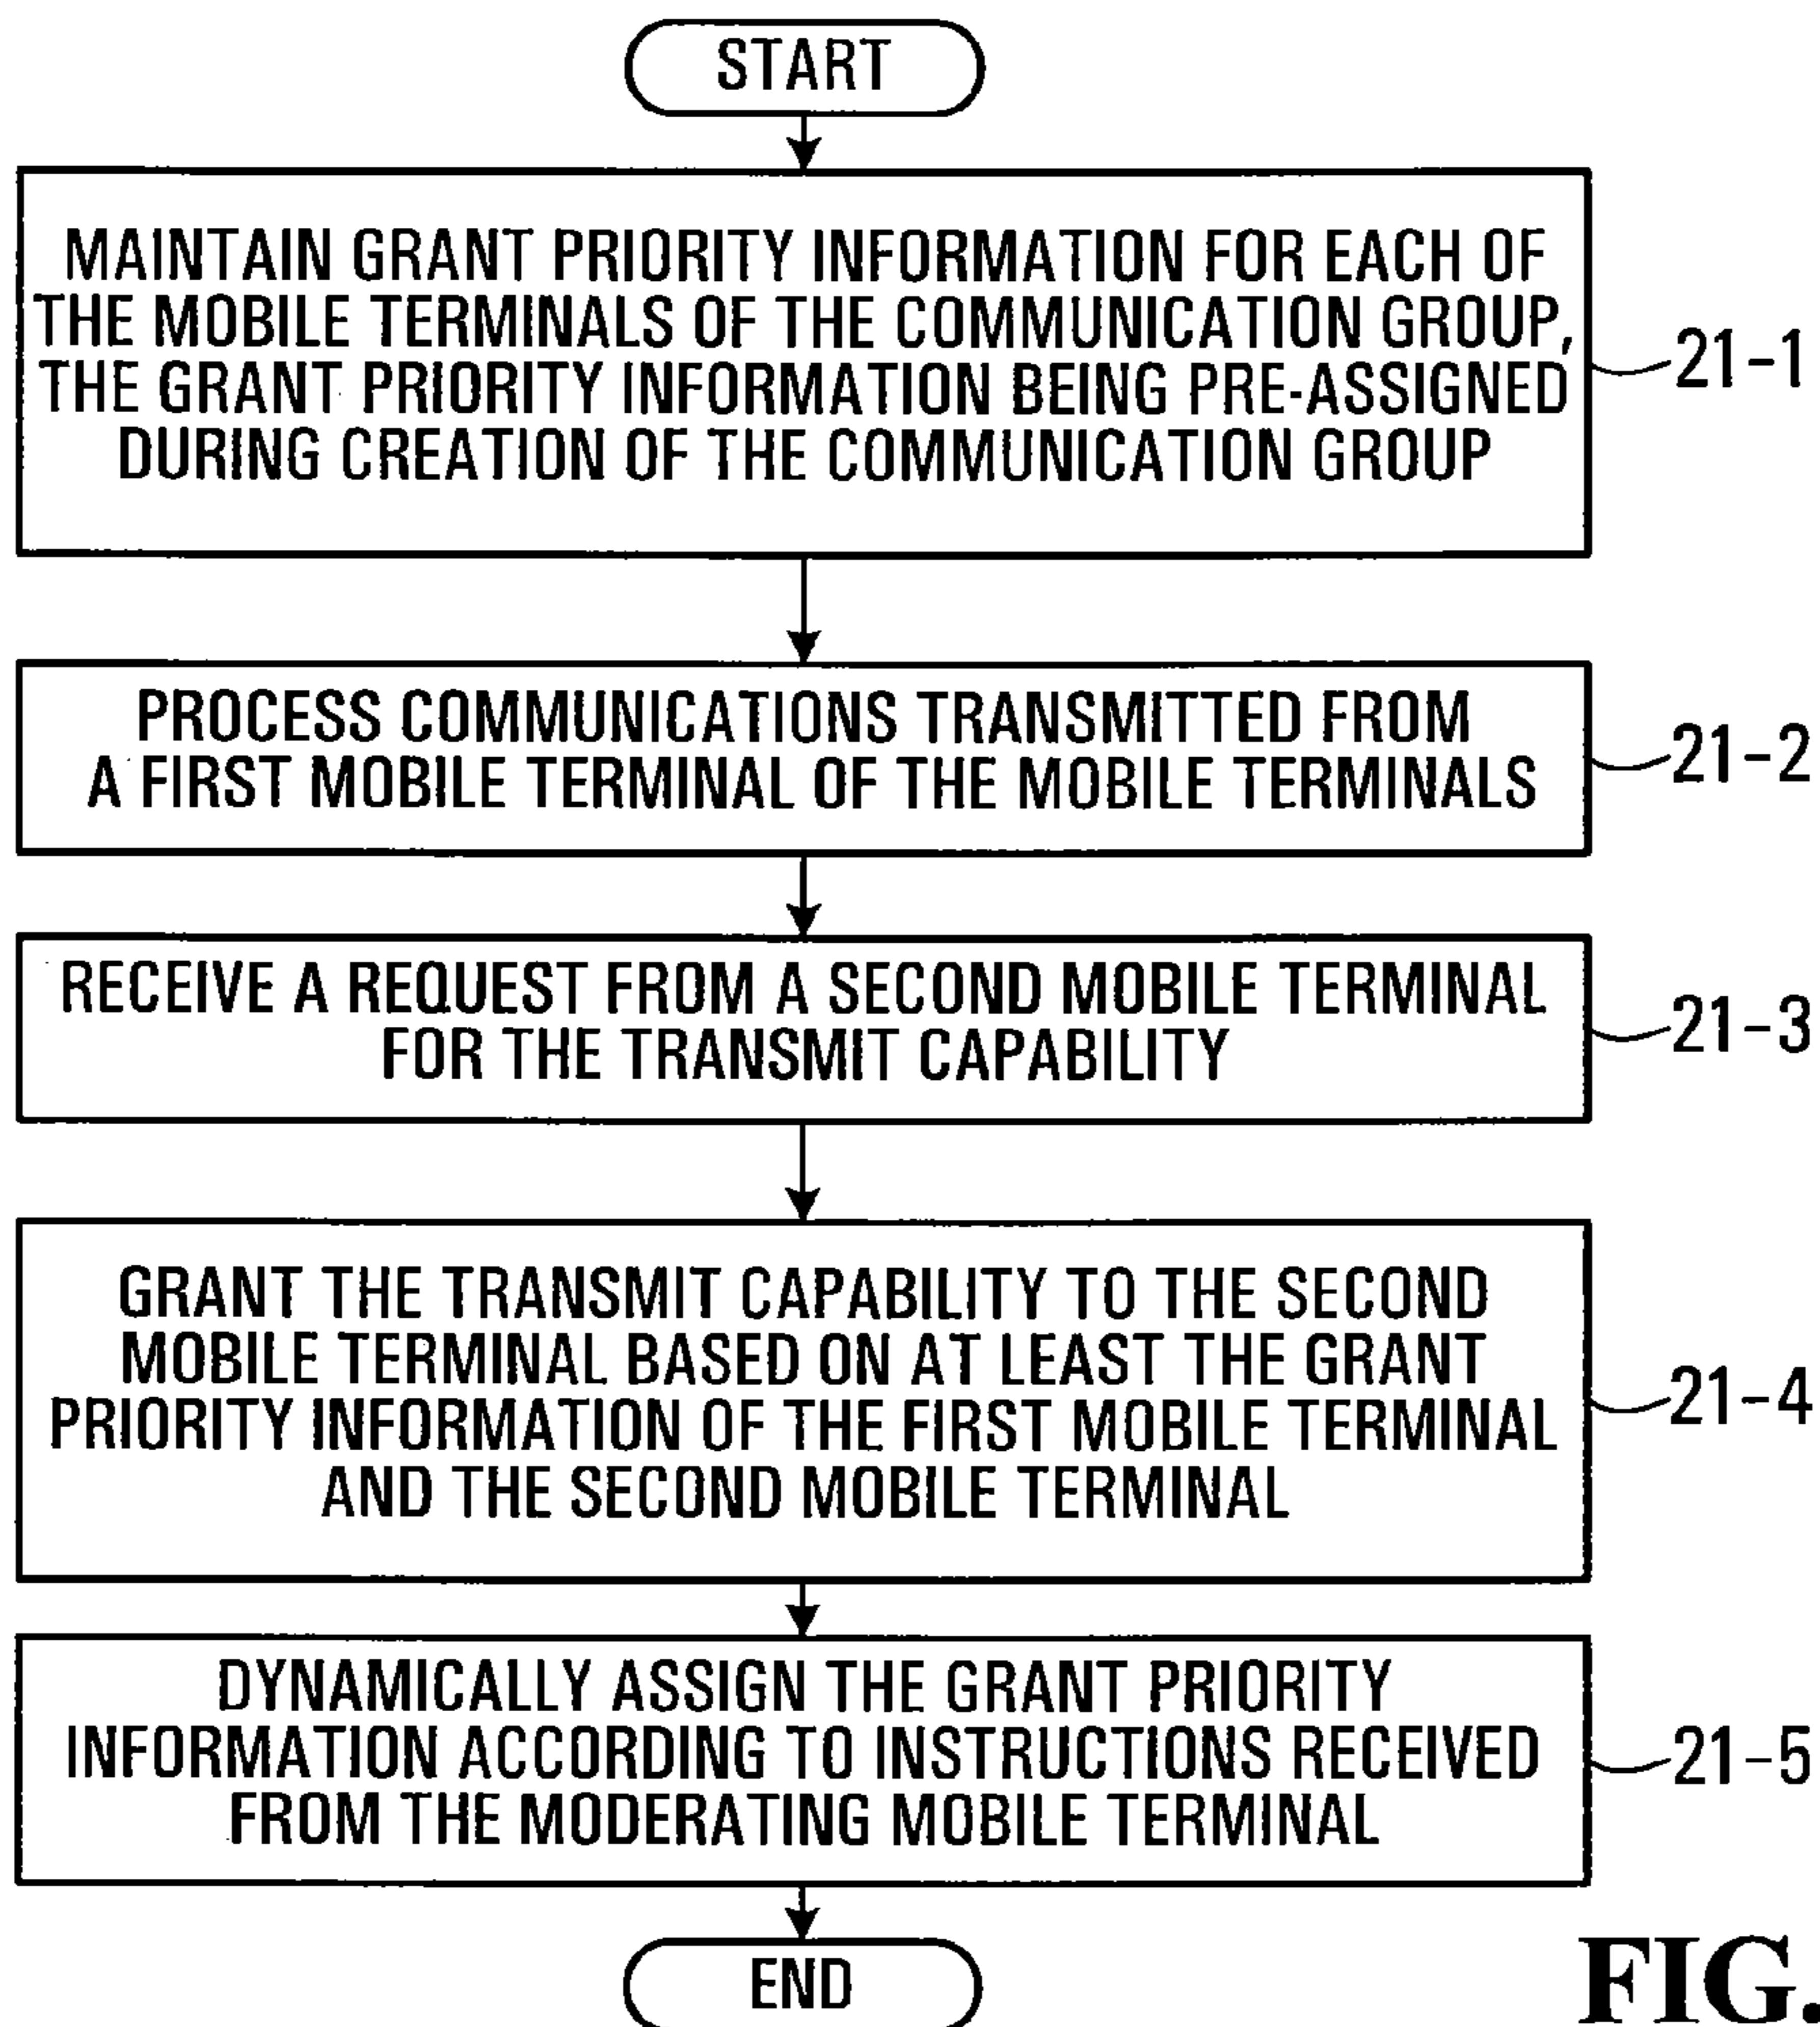 START
MAINTAIN GRANT PRIORITY INFORMATION FOR EACH OF
THE MOBILE TERMINALS OF THE COMMUNICATION GROUP,
THE GRANT PRIORITY INFORMATION BEING PRE-ASSIGNED
DURING CREATION OF THE COMMUNICATION GROUP
21-1
PROCESS COMMUNICATIONS TRANSMITTED FROM
A FIRST MOBILE TERMINAL OF THE MOBILE TERMINALS
21-2
RECEIVE A REQUEST FROM A SECOND MOBILE TERMINAL
FOR THE TRANSMIT CAPABILITY
21-3
GRANT THE TRANSMIT CAPABILITY TO THE SECOND
MOBILE TERMINAL BASED ON AT LEAST THE GRANT
PRIORITY INFORMATION OF THE FIRST MOBILE TERMINAL
AND THE SECOND MOBILE TERMINAL
21-4
DYNAMICALLY ASSIGN THE GRANT PRIORITY
INFORMATION ACCORDING TO INSTRUCTIONS RECEIVED
FROM THE MODERATING MOBILE TERMINAL
21-5
END
FIG.